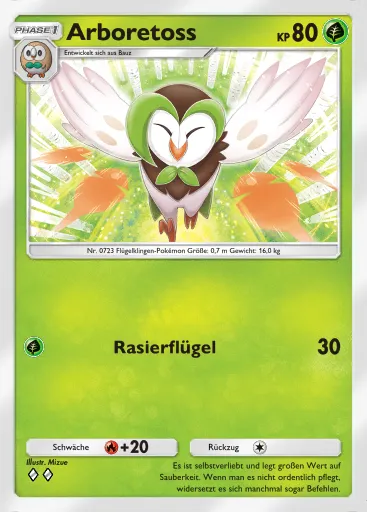 PHASE 1
Arboretoss
KP 80
Entwickelt sich aus Bauz
Nr. 0723 Flügelklingen-Pokémon Größe: 0,7 m Gewicht: 16,0 kg
Rasierflügel 30
Schwäche +20
Rückzug
Illustr. Mizue
Es ist selbstverliebt und legt großen Wert auf
Sauberkeit. Wenn man es nicht ordentlich pflegt,
widersetzt es sich manchmal sogar Befehlen.